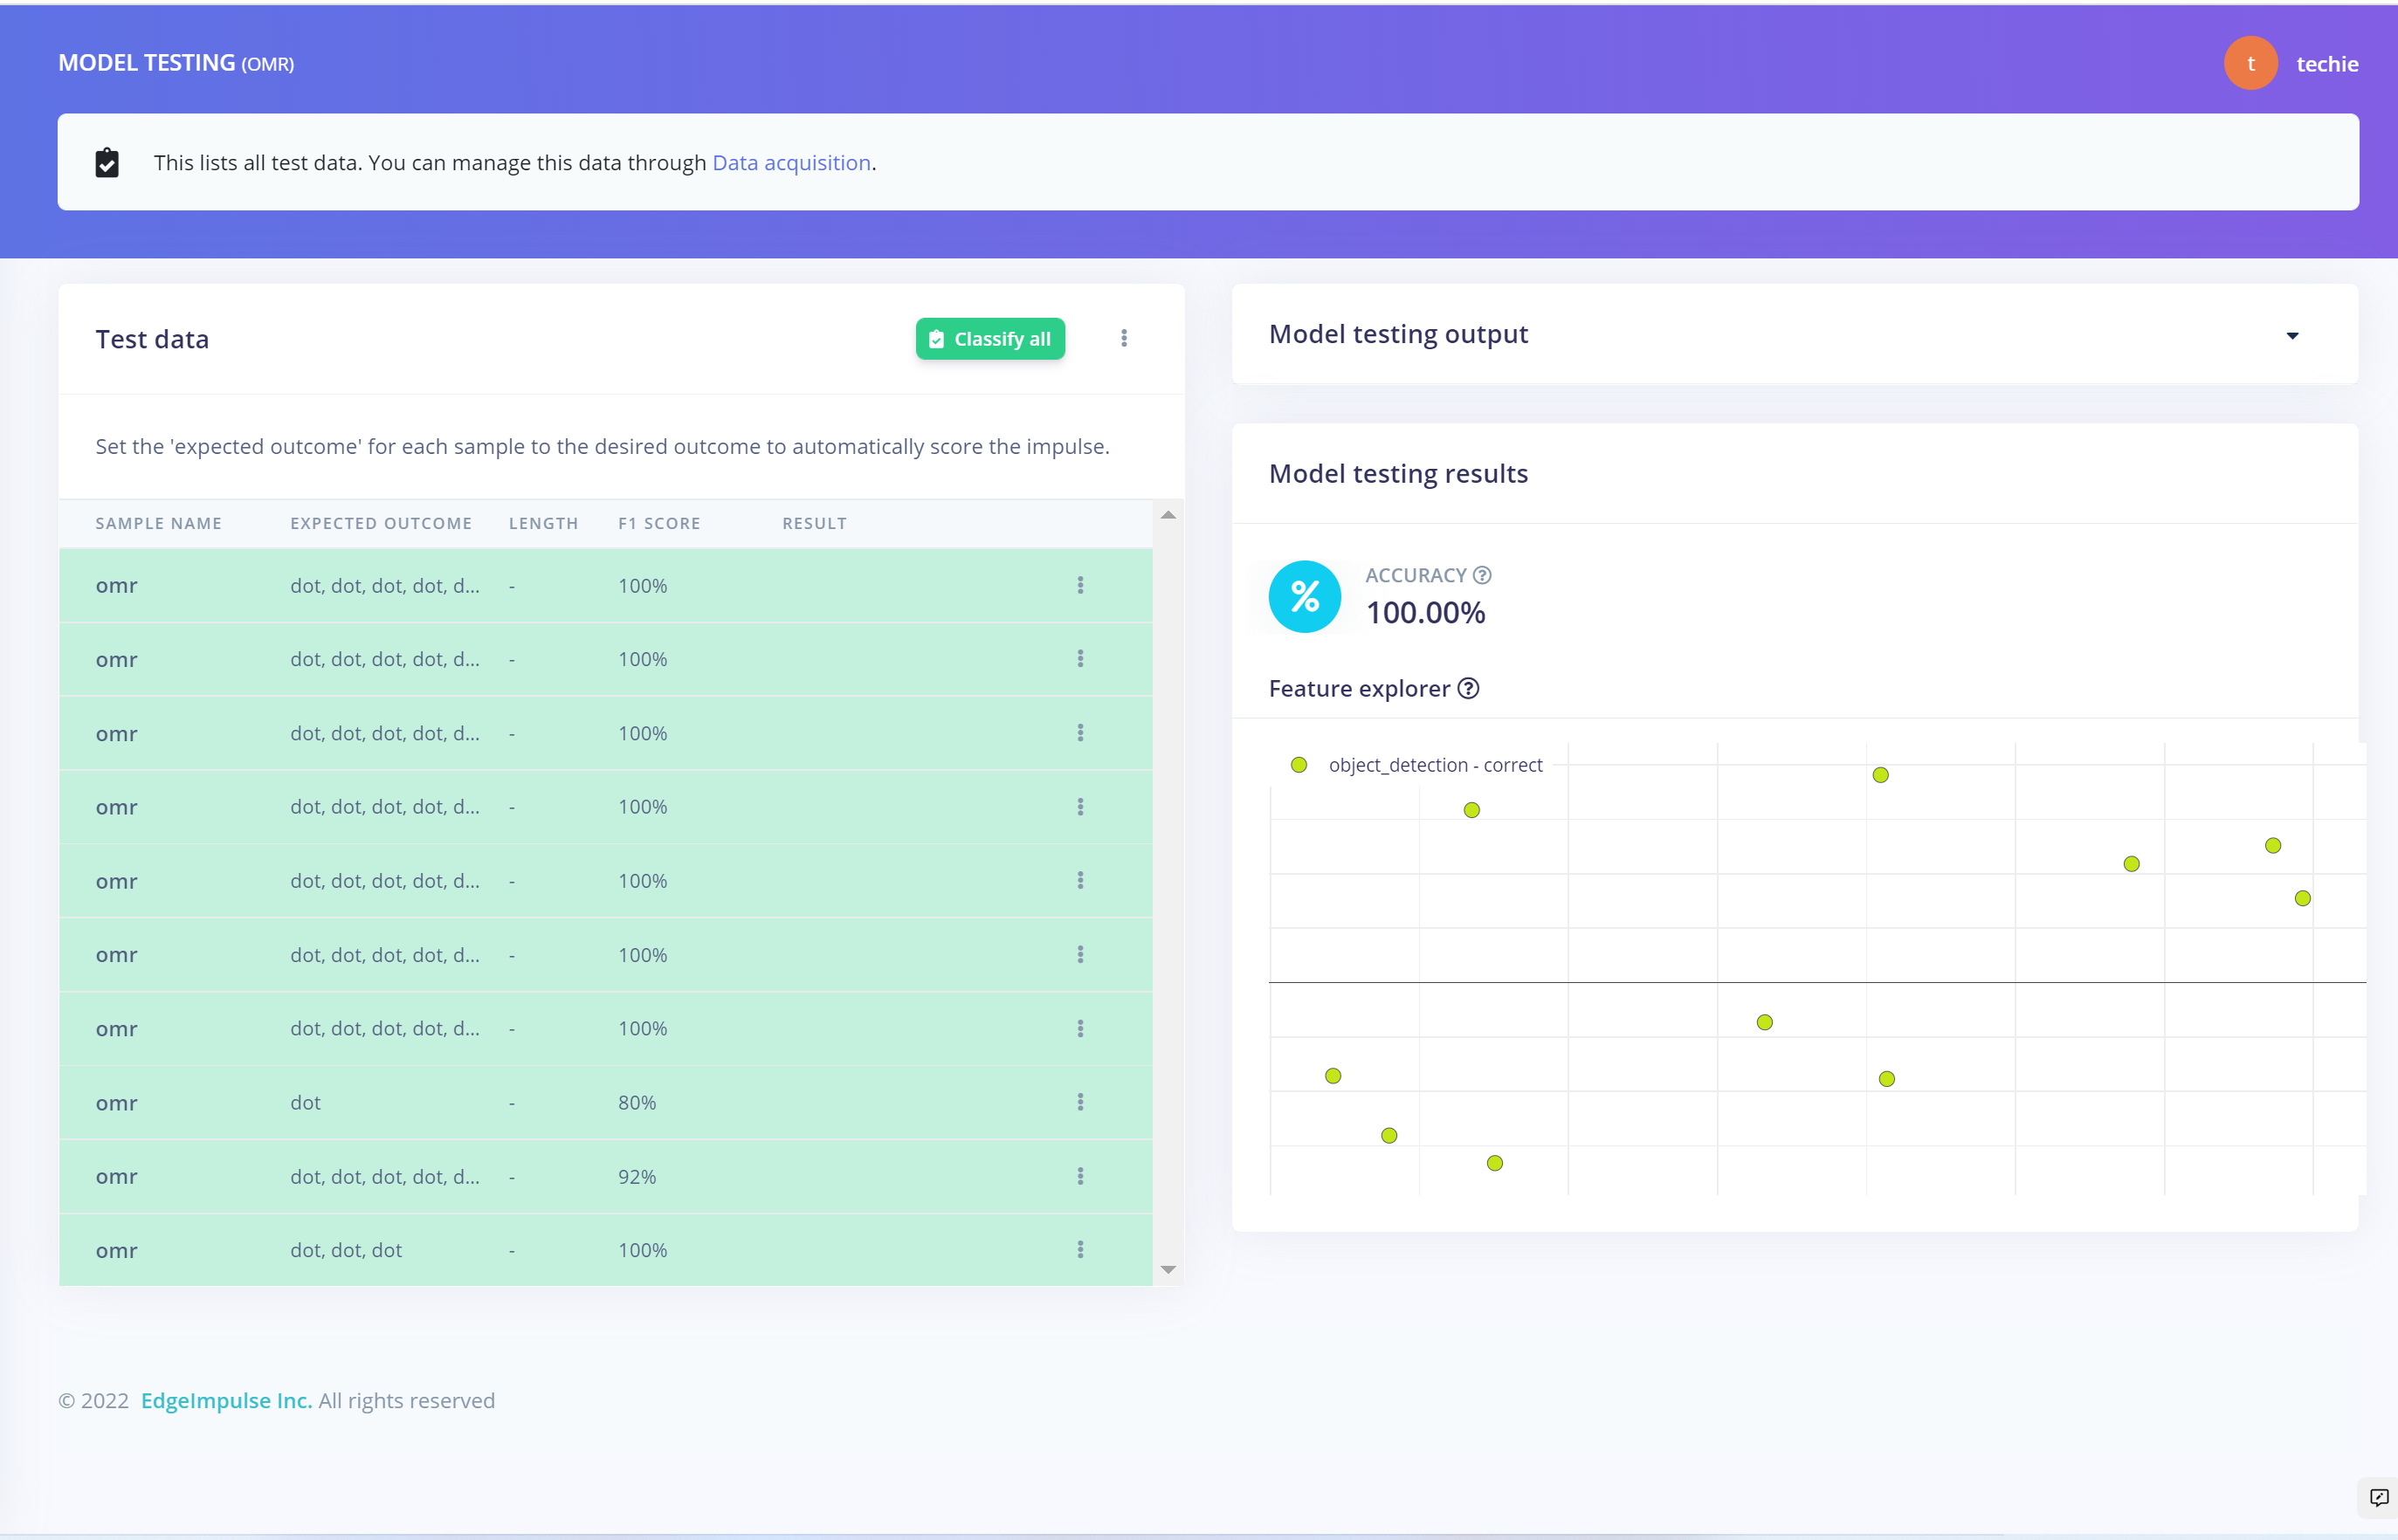 MODEL TESTING (OMR)
t techie
This lists all test data. You can manage this data through Data acquisition.
Test data
Classify all
Set the 'expected outcome' for each sample to the desired outcome to automatically score the impulse.
SAMPLE NAME EXPECTED OUTCOME LENGTH F1 SCORE RESULT
omr dot, dot, dot, dot, d... - 100%
omr dot, dot, dot, dot, d... - 100%
omr dot, dot, dot, dot, d... - 100%
omr dot, dot, dot, dot, d... - 100%
omr dot, dot, dot, dot, d... - 100%
omr dot, dot, dot, dot, d... - 100%
omr dot, dot, dot, dot, d... - 100%
omr dot - 80%
omr dot, dot, dot, dot, d... - 92%
omr dot, dot, dot - 100%
Model testing output
Model testing results
%
ACCURACY ?
100.00%
Feature explorer ?
object_detection - correct
© 2022 EdgeImpulse Inc. All rights reserved